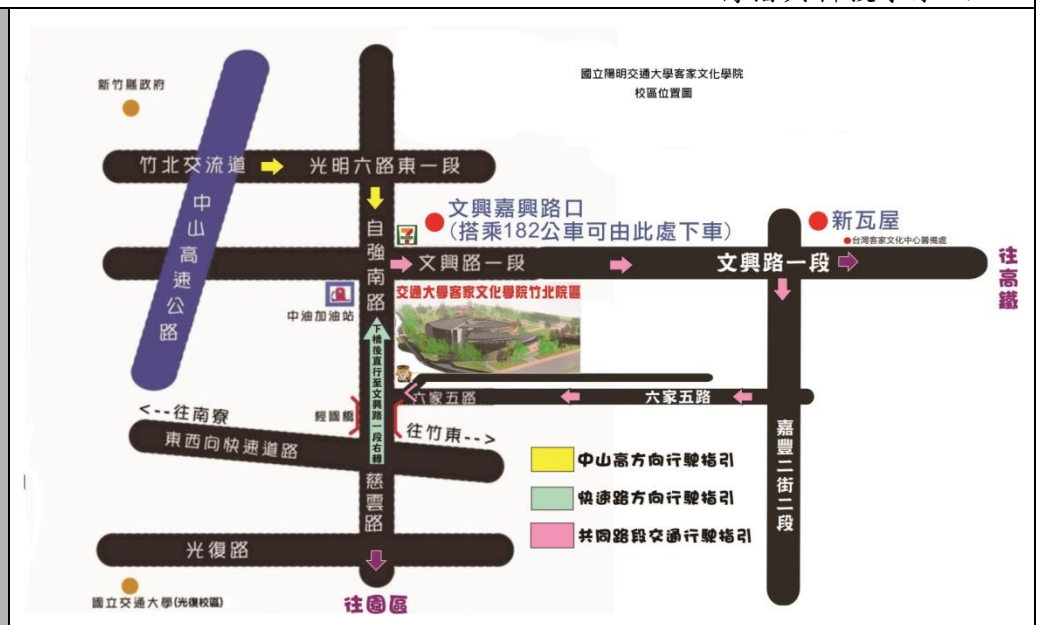 國立陽明交通大學客家文化學院
校區位置圖
新竹縣政府
竹北交流道
光明六路東一段
中山高速公路
自強南路
文興嘉興路口
(搭乘182公車可由此處下車)
新瓦屋
台灣客家文化中心籌備處
文興路一段
文興路一段
往高鐵
中油加油站
交通大學客家文化學院竹北院區
下橋後直行至文興路一段右轉
六家五路
六家五路
<--往南寮
經國橋
往竹東-->
東西向快速道路
嘉豐二街二段
中山高方向行駛指引
快速路方向行駛指引
共同路段交通行駛指引
慈雲路
光復路
國立交通大學(光復校區)
往園區